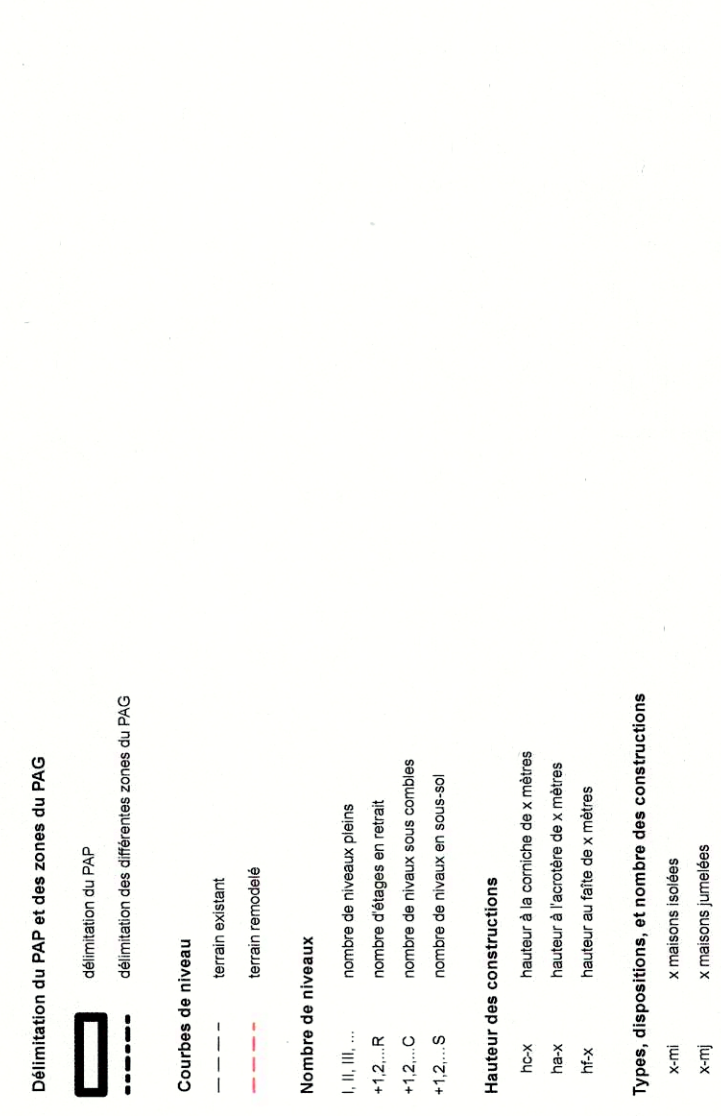 Délimitation du PAP et des zones du PAG
délimitation du PAP
délimitation des différentes zones du PAG
Courbes de niveau
terrain existant
terrain remodelé
Nombre de niveaux
I, II, III, ... nombre de niveaux pleins
+1,2,...R nombre d'étages en retrait
+1,2,...C nombre de nivaux sous combles
+1,2,...S nombre de nivaux en sous-sol
Hauteur des constructions
hc-x hauteur à la corniche de x mètres
ha-x hauteur à l'acrotère de x mètres
hf-x hauteur au faîte de x mètres
Types, dispositions, et nombre des constructions
x-mi x maisons isolées
x-mj x maisons jumelées